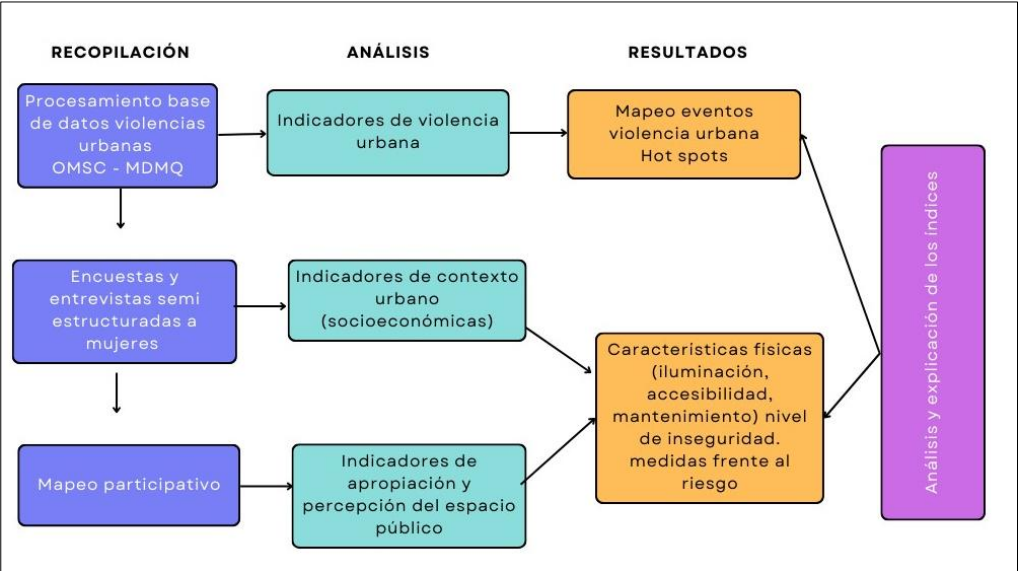 RECOPILACIÓN
ANÁLISIS
RESULTADOS
Procesamiento base
de datos violencias
urbanas
OMSC - MDMQ
Indicadores de violencia
urbana
Mapeo eventos
violencia urbana
Hot spots
Encuestas y
entrevistas semi
estructuradas a
mujeres
Indicadores de contexto
urbano
(socioeconómicas)
Caracteristicas fisicas
(iluminación,
accesibilidad,
mantenimiento) nivel
de inseguridad.
medidas frente al
riesgo
Mapeo participativo
Indicadores de
apropiación y
percepción del espacio
público
Análisis y explicación de los índices